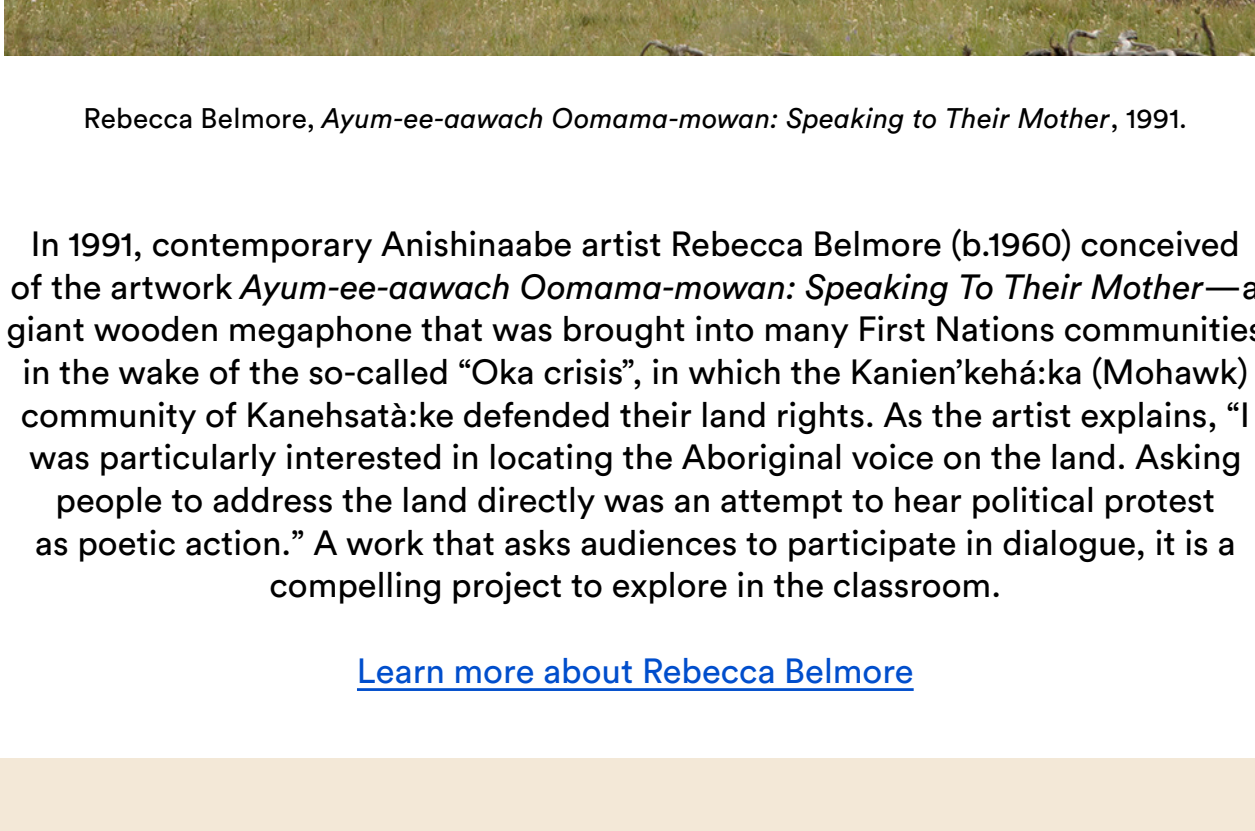 Rebecca Belmore, Ayum-ee-aawach Oomama-mowan: Speaking to Their Mother, 1991.
In 1991, contemporary Anishinaabe artist Rebecca Belmore (b.1960) conceived
of the artwork Ayum-ee-aawach Oomama-mowan: Speaking To Their Mother—a
giant wooden megaphone that was brought into many First Nations communities
in the wake of the so-called “Oka crisis”, in which the Kanien’kehá:ka (Mohawk)
community of Kanehsatà:ke defended their land rights. As the artist explains, “I
was particularly interested in locating the Aboriginal voice on the land. Asking
people to address the land directly was an attempt to hear political protest
as poetic action.” A work that asks audiences to participate in dialogue, it is a
compelling project to explore in the classroom.
Learn more about Rebecca Belmore